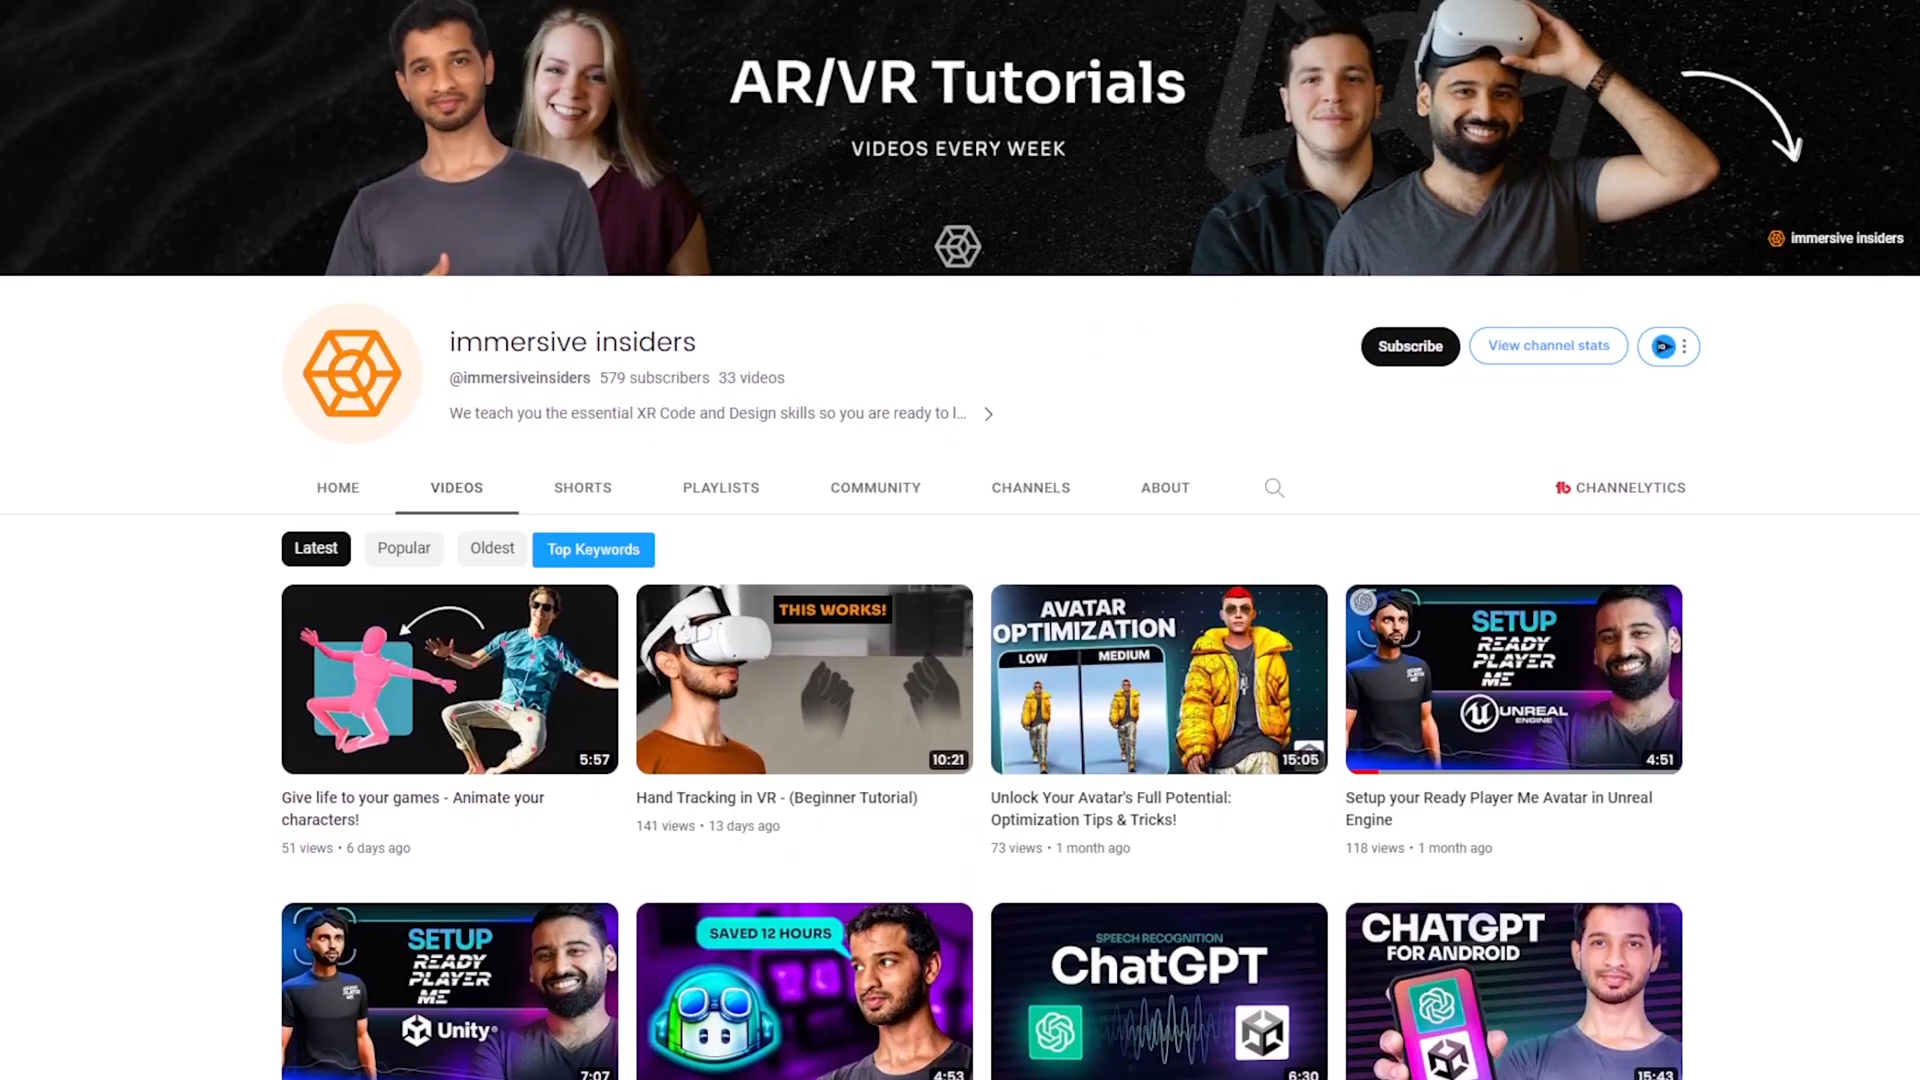 AR/VR Tutorials
VIDEOS EVERY WEEK
immersive insiders
immersive insiders
@immersiveinsiders 579 subscribers 33 videos
We teach you the essential XR Code and Design skills so you are ready to l...
Subscribe
View channel stats
HOME
VIDEOS
SHORTS
PLAYLISTS
COMMUNITY
CHANNELS
ABOUT
CHANNELYTICS
Latest
Popular
Oldest
Top Keywords
5:57
THIS WORKS!
10:21
AVATAR
OPTIMIZATION
LOW
MEDIUM
15:05
SETUP
READY
PLAYER
ME
UNREAL
ENGINE
4:51
Give life to your games - Animate your
characters!
51 views • 6 days ago
Hand Tracking in VR - (Beginner Tutorial)
141 views • 13 days ago
Unlock Your Avatar's Full Potential:
Optimization Tips & Tricks!
73 views • 1 month ago
Setup your Ready Player Me Avatar in Unreal
Engine
118 views • 1 month ago
SETUP
READY
PLAYER
ME
Unity
7:07
SAVED 12 HOURS
4:53
SPEECH RECOGNITION
ChatGPT
6:30
CHATGPT
FOR ANDROID
15:43